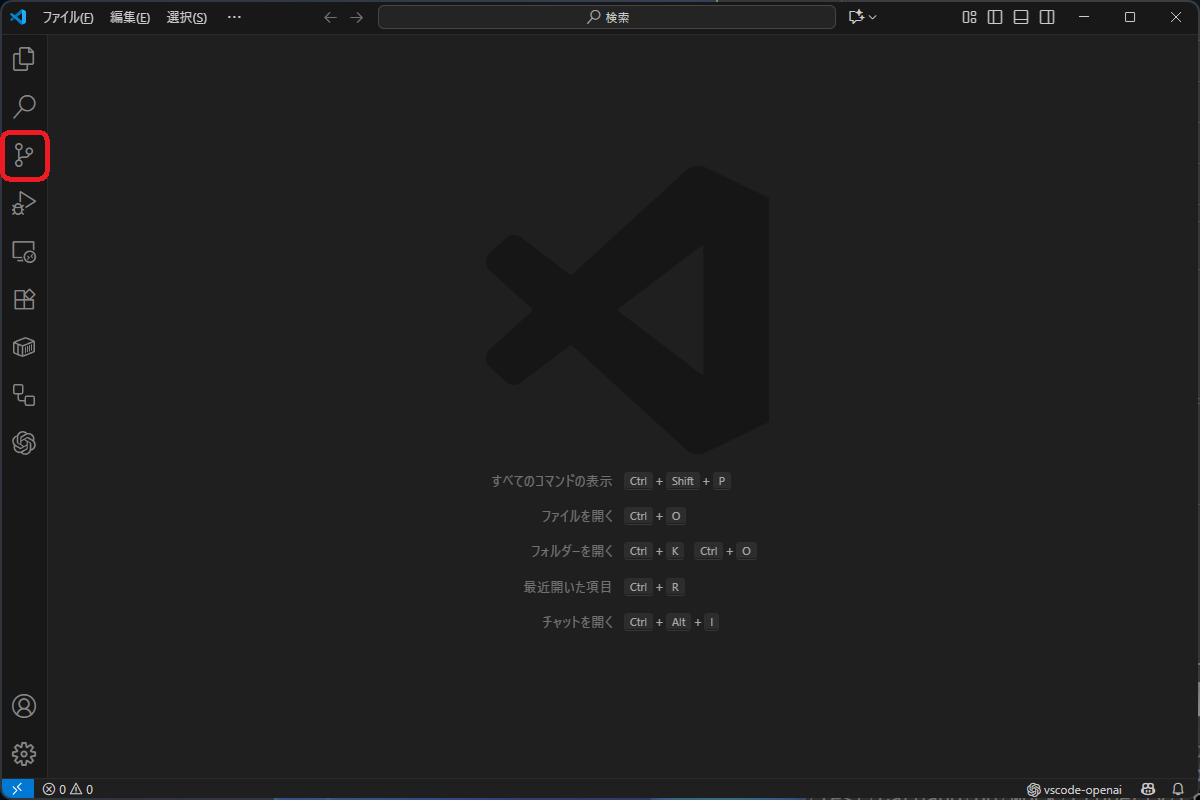 ファイル(F) 編集(E) 選択(S) … 検索
すべてのコマンドの表示 Ctrl + Shift + P
ファイルを開く Ctrl + O
フォルダーを開く Ctrl + K Ctrl + O
最近開いた項目 Ctrl + R
チャットを開く Ctrl + Alt + I
0 0 vscode-openai